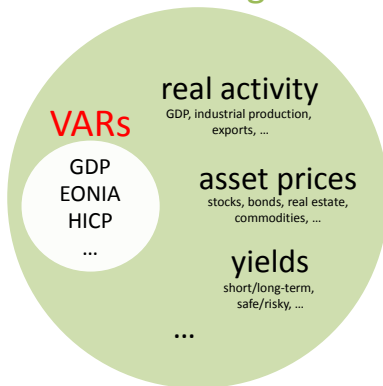 real activity
GDP, industrial production,
exports, ...
VARs
GDP
EONIA
HICP
...
asset prices
stocks, bonds, real estate,
commodities, ...
yields
short/long-term,
safe/risky, ...
...